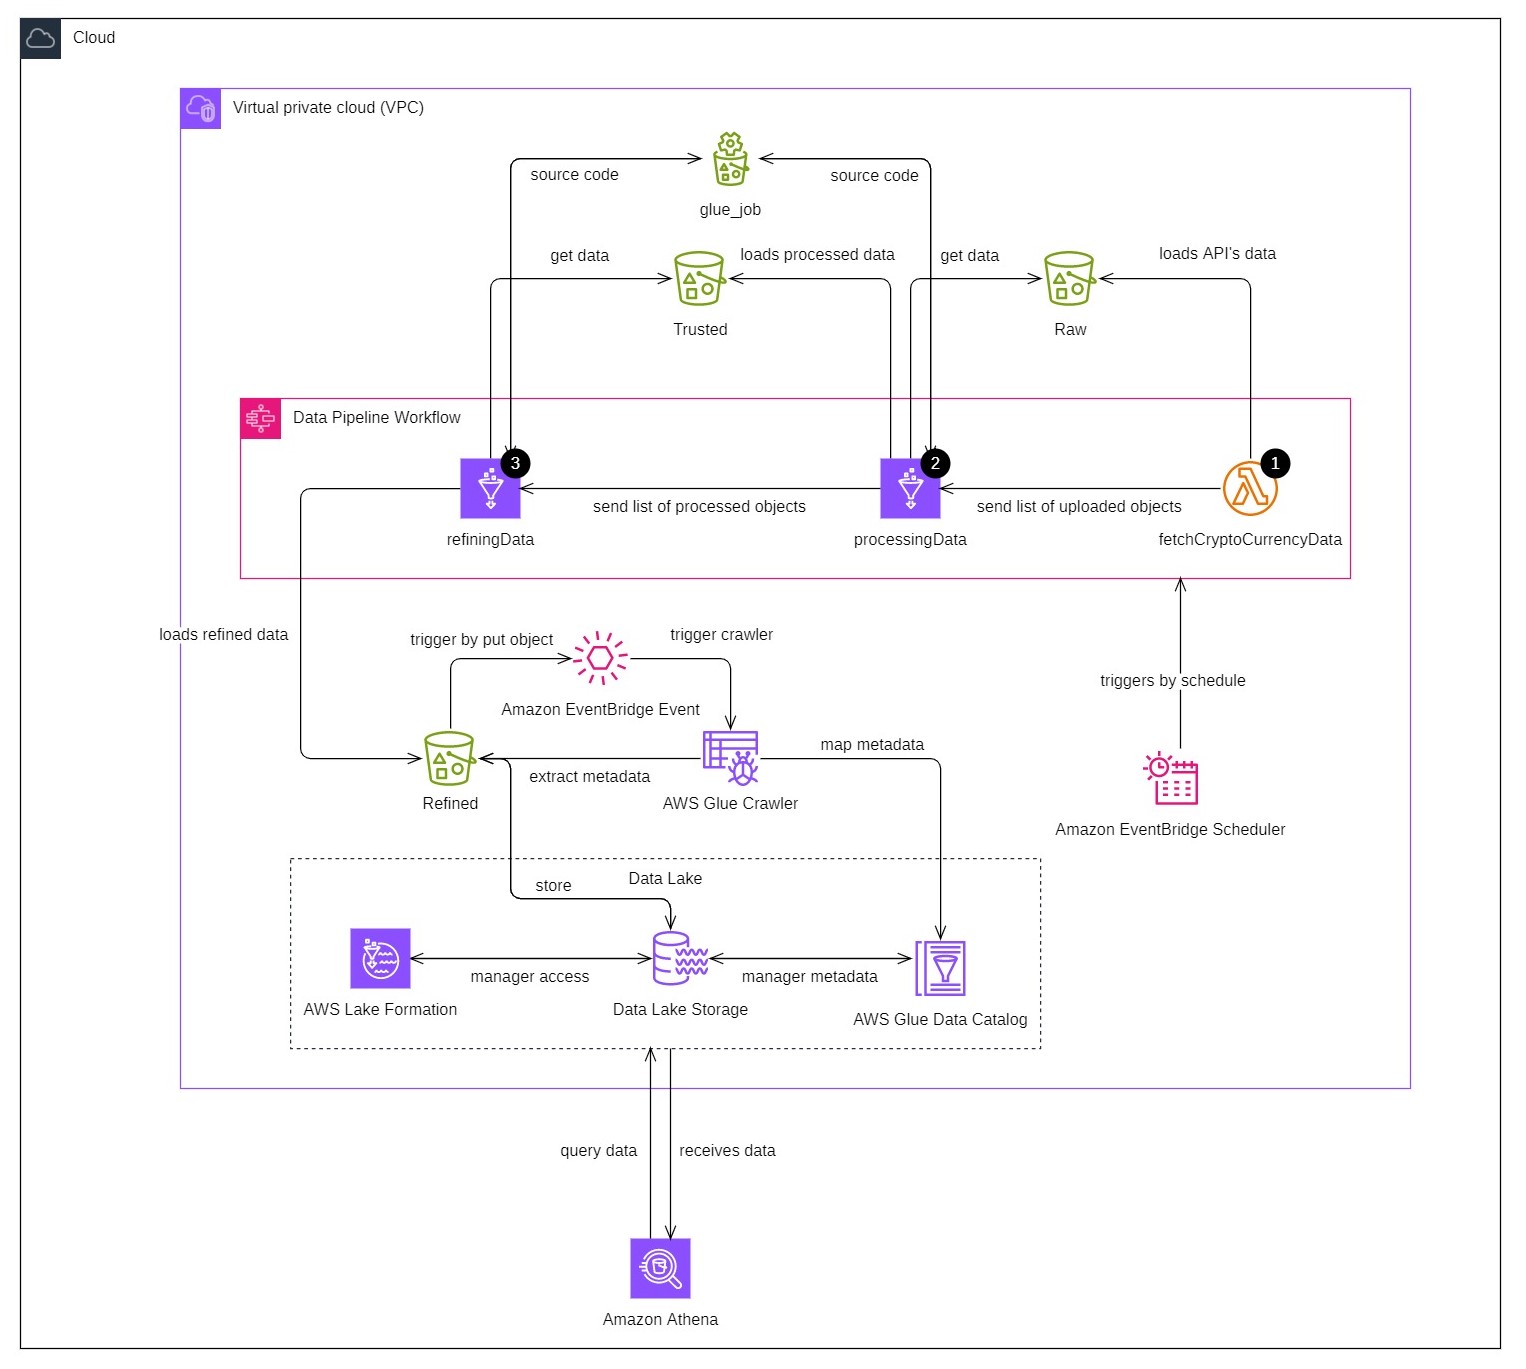 Cloud
Virtual private cloud (VPC)
source code
source code
glue_job
get data
loads processed data
get data
loads API's data
Trusted
Raw
Data Pipeline Workflow
3
2
1
send list of processed objects
send list of uploaded objects
refiningData
processingData
fetchCryptoCurrencyData
loads refined data
trigger by put object
trigger crawler
triggers by schedule
Amazon EventBridge Event
map metadata
extract metadata
Refined
AWS Glue Crawler
Amazon EventBridge Scheduler
Data Lake
store
manager access
manager metadata
AWS Lake Formation
Data Lake Storage
AWS Glue Data Catalog
query data
receives data
Amazon Athena